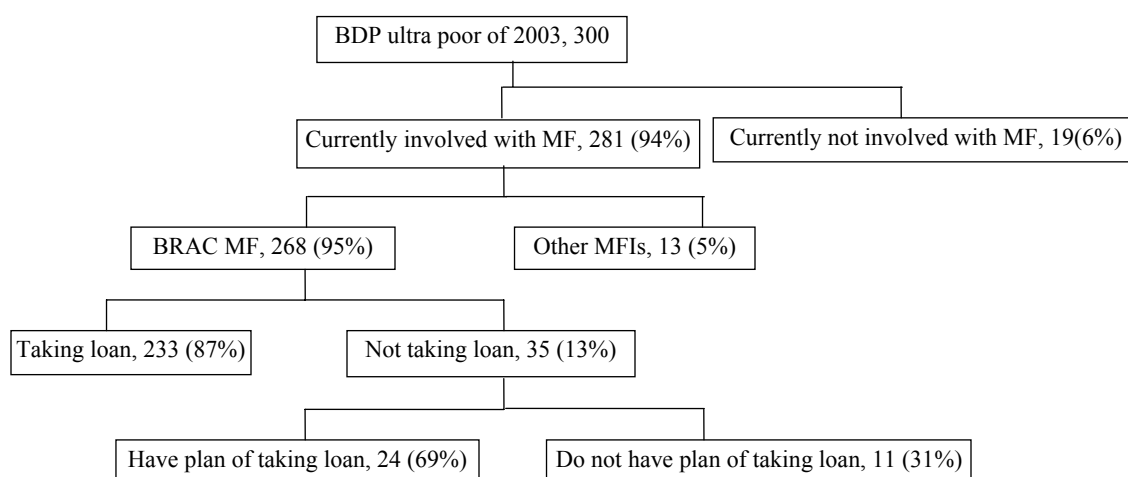 BDP ultra poor of 2003, 300
Currently involved with MF, 281 (94%)
Currently not involved with MF, 19(6%)
BRAC MF, 268 (95%)
Other MFIs, 13 (5%)
Taking loan, 233 (87%)
Not taking loan, 35 (13%)
Have plan of taking loan, 24 (69%)
Do not have plan of taking loan, 11 (31%)